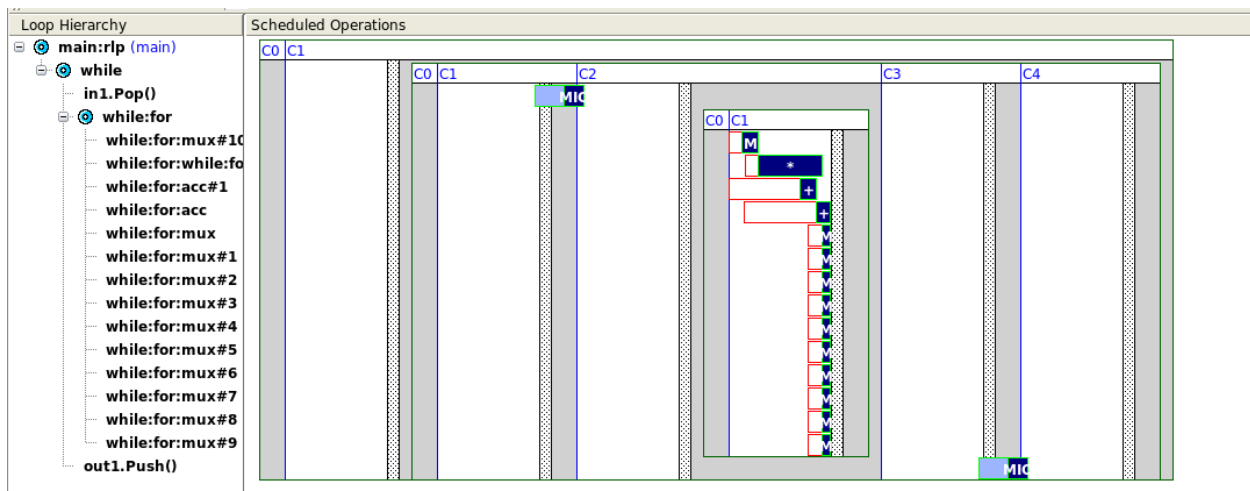 Loop Hierarchy
Scheduled Operations
main:rlp (main)
while
in1.Pop()
while:for
while:for:mux#10
while:for:while:fo
while:for:acc#1
while:for:acc
while:for:mux
while:for:mux#1
while:for:mux#2
while:for:mux#3
while:for:mux#4
while:for:mux#5
while:for:mux#6
while:for:mux#7
while:for:mux#8
while:for:mux#9
out1.Push()
C0 C1
C0 C1 C2 C3 C4
MIO
C0 C1
M
*
+
+
M
M
M
M
M
M
M
M
M
M
MIO